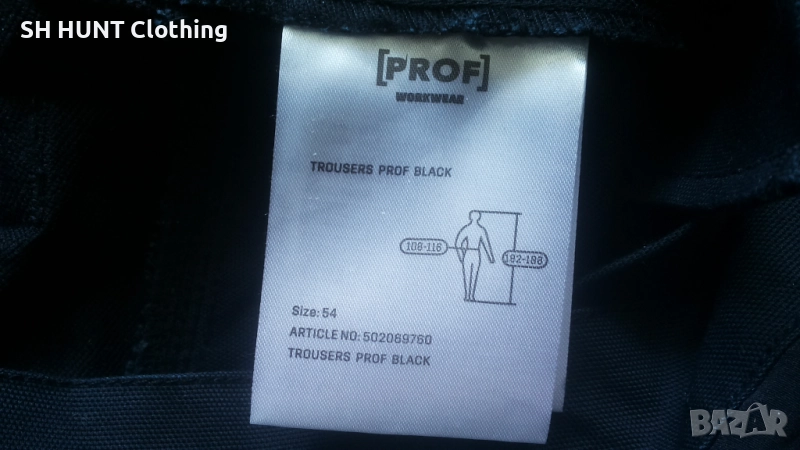 SH HUNT Clothing
[PROF]
WORKWEAR
TROUSERS PROF BLACK
108-116
182-188
Size: 54
ARTICLE NO: 502069760
TROUSERS PROF BLACK
BAZAR